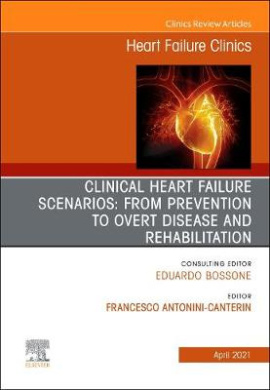 Clinics Review Articles
Heart Failure Clinics
CLINICAL HEART FAILURE
SCENARIOS: FROM PREVENTION
TO OVERT DISEASE AND
REHABILITATION
CONSULTING EDITOR
EDUARDO BOSSONE
EDITOR
FRANCESCO ANTONINI-CANTERIN
ELSEVIER
April 2021